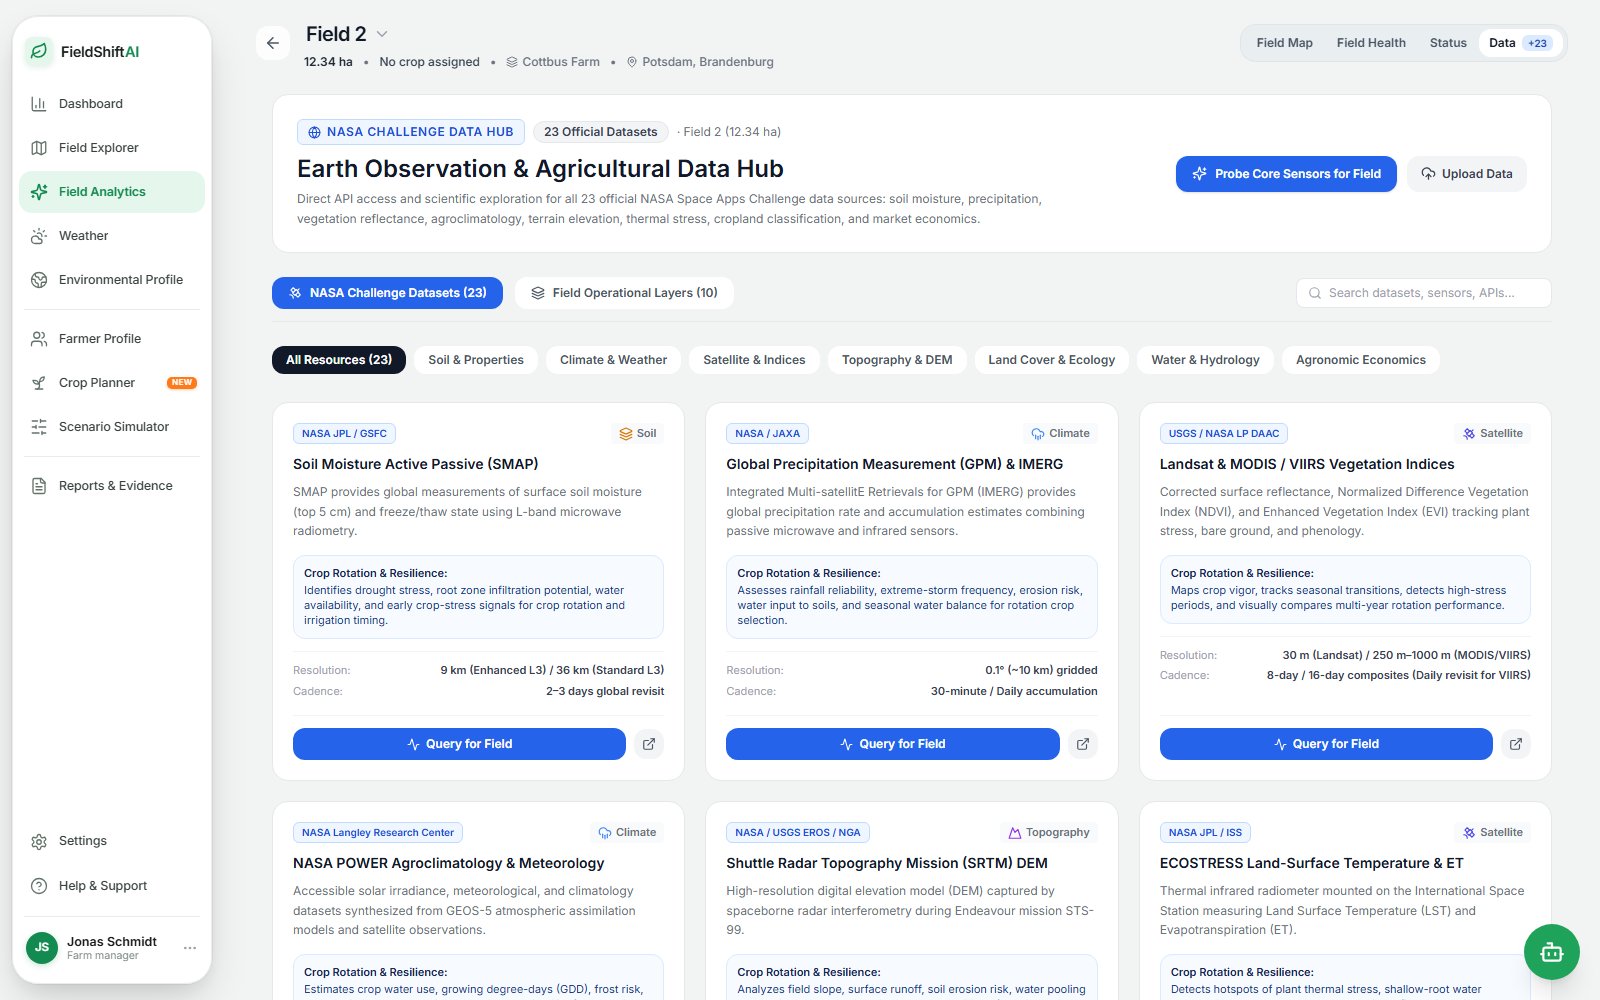 FieldShiftAI
Dashboard
Field Explorer
Field Analytics
Weather
Environmental Profile
Farmer Profile
Crop Planner NEW
Scenario Simulator
Reports & Evidence
Settings
Help & Support
JS
Jonas Schmidt
Farm manager
Field 2
12.34 ha • No crop assigned • Cottbus Farm • Potsdam, Brandenburg
Field Map Field Health Status Data +23
NASA CHALLENGE DATA HUB 23 Official Datasets · Field 2 (12.34 ha)
Earth Observation & Agricultural Data Hub
Direct API access and scientific exploration for all 23 official NASA Space Apps Challenge data sources: soil moisture, precipitation,
vegetation reflectance, agroclimatology, terrain elevation, thermal stress, cropland classification, and market economics.
Probe Core Sensors for Field Upload Data
NASA Challenge Datasets (23) Field Operational Layers (10) Search datasets, sensors, APIs...
All Resources (23) Soil & Properties Climate & Weather Satellite & Indices Topography & DEM Land Cover & Ecology Water & Hydrology Agronomic Economics
NASA JPL / GSFC Soil
Soil Moisture Active Passive (SMAP)
SMAP provides global measurements of surface soil moisture
(top 5 cm) and freeze/thaw state using L-band microwave
radiometry.
Crop Rotation & Resilience:
Identifies drought stress, root zone infiltration potential, water
availability, and early crop-stress signals for crop rotation and
irrigation timing.
Resolution: 9 km (Enhanced L3) / 36 km (Standard L3)
Cadence: 2–3 days global revisit
Query for Field
NASA / JAXA Climate
Global Precipitation Measurement (GPM) & IMERG
Integrated Multi-satellitE Retrievals for GPM (IMERG) provides
global precipitation rate and accumulation estimates combining
passive microwave and infrared sensors.
Crop Rotation & Resilience:
Assesses rainfall reliability, extreme-storm frequency, erosion risk,
water input to soils, and seasonal water balance for rotation crop
selection.
Resolution: 0.1° (~10 km) gridded
Cadence: 30-minute / Daily accumulation
Query for Field
USGS / NASA LP DAAC Satellite
Landsat & MODIS / VIIRS Vegetation Indices
Corrected surface reflectance, Normalized Difference Vegetation
Index (NDVI), and Enhanced Vegetation Index (EVI) tracking plant
stress, bare ground, and phenology.
Crop Rotation & Resilience:
Maps crop vigor, tracks seasonal transitions, detects high-stress
periods, and visually compares multi-year rotation performance.
Resolution: 30 m (Landsat) / 250 m–1000 m (MODIS/VIIRS)
Cadence: 8-day / 16-day composites (Daily revisit for VIIRS)
Query for Field
NASA Langley Research Center Climate
NASA POWER Agroclimatology & Meteorology
Accessible solar irradiance, meteorological, and climatology
datasets synthesized from GEOS-5 atmospheric assimilation
models and satellite observations.
Crop Rotation & Resilience:
Estimates crop water use, growing degree-days (GDD), frost risk,
NASA / USGS EROS / NGA Topography
Shuttle Radar Topography Mission (SRTM) DEM
High-resolution digital elevation model (DEM) captured by
spaceborne radar interferometry during Endeavour mission STS-
99.
Crop Rotation & Resilience:
Analyzes field slope, surface runoff, soil erosion risk, water pooling
NASA JPL / ISS Satellite
ECOSTRESS Land-Surface Temperature & ET
Thermal infrared radiometer mounted on the International Space
Station measuring Land Surface Temperature (LST) and
Evapotranspiration (ET).
Crop Rotation & Resilience:
Detects hotspots of plant thermal stress, shallow-root water